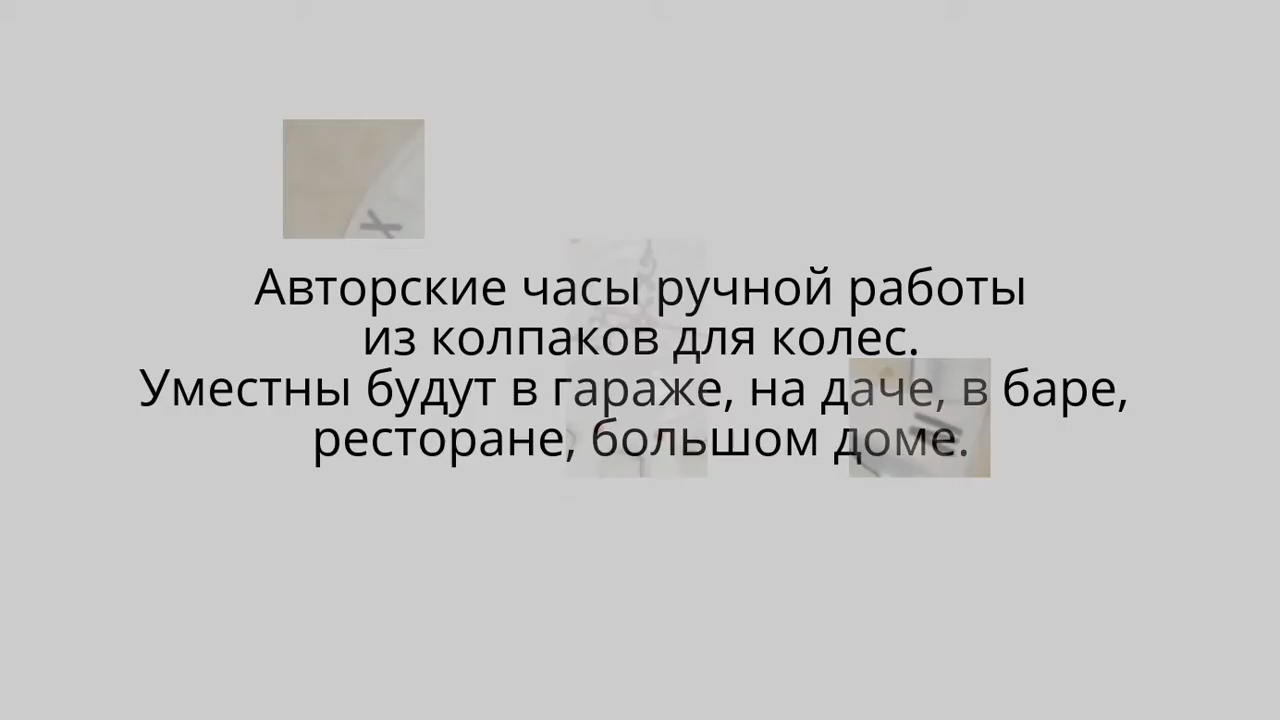 Авторские часы ручной работы
из колпаков для колес.
Уместны будут в гараже, на даче, в баре,
ресторане, большом доме.